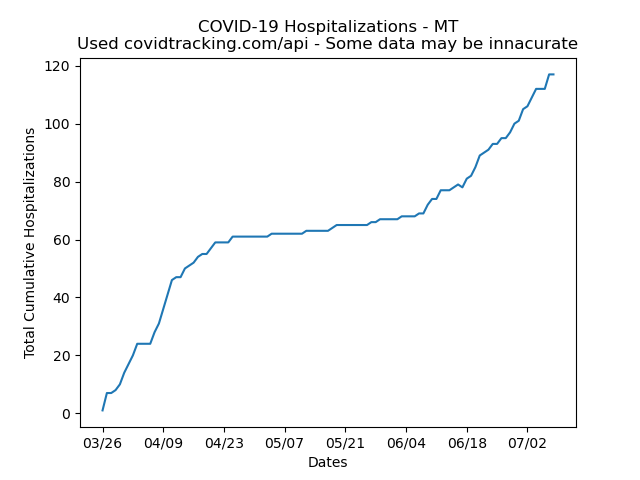 COVID-19 Hospitalizations - MT
Used covidtracking.com/api - Some data may be innacurate
120
100
80
60
40
20
0
Total Cumulative Hospitalizations
03/26 04/09 04/23 05/07 05/21 06/04 06/18 07/02
Dates